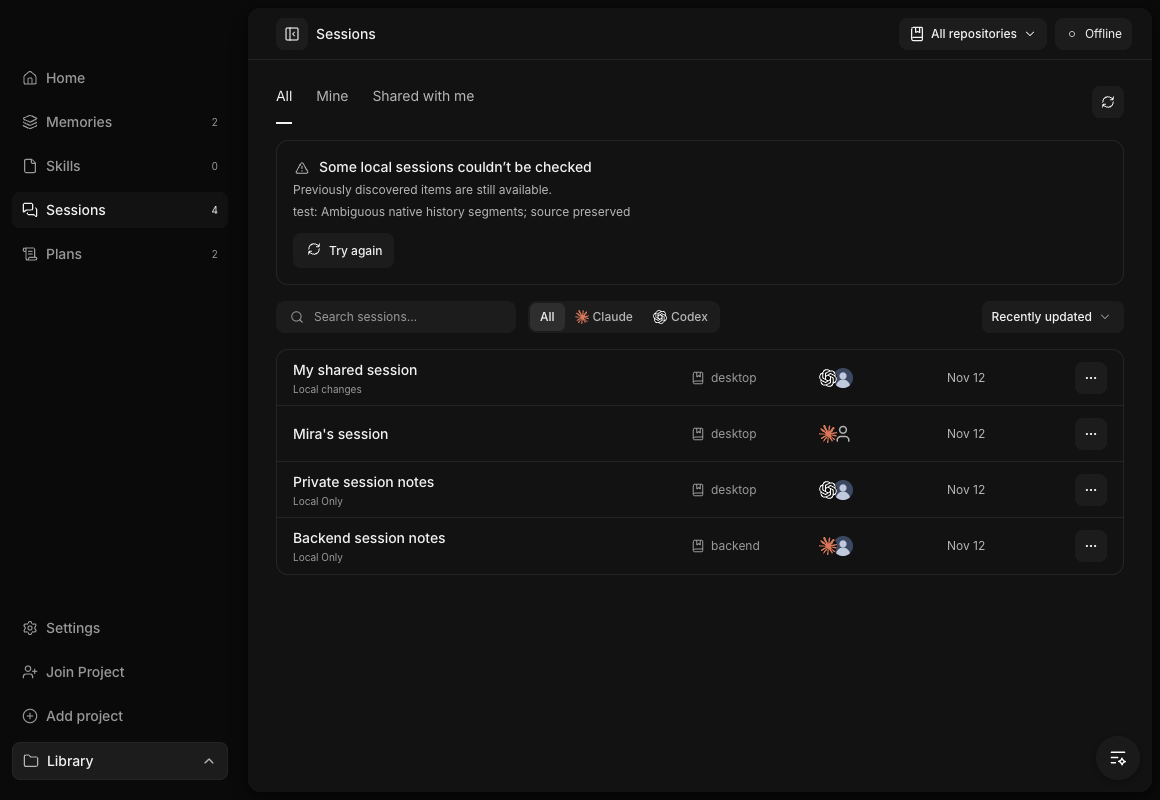 Sessions
All repositories
Offline
Home
Memories 2
Skills 0
Sessions 4
Plans 2
All Mine Shared with me
Some local sessions couldn’t be checked
Previously discovered items are still available.
test: Ambiguous native history segments; source preserved
Try again
Search sessions...
All Claude Codex
Recently updated
My shared session
Local changes
desktop
Nov 12
Mira's session
desktop
Nov 12
Private session notes
Local Only
desktop
Nov 12
Backend session notes
Local Only
backend
Nov 12
Settings
Join Project
Add project
Library